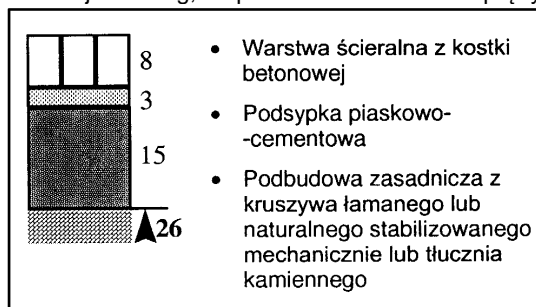 8
3
15
26
• Warstwa ścieralna z kostki
betonowej
• Podsypka piaskowo-
-cementowa
• Podbudowa zasadnicza z
kruszywa łamanego lub
naturalnego stabilizowanego
mechanicznie lub tłucznia
kamiennego